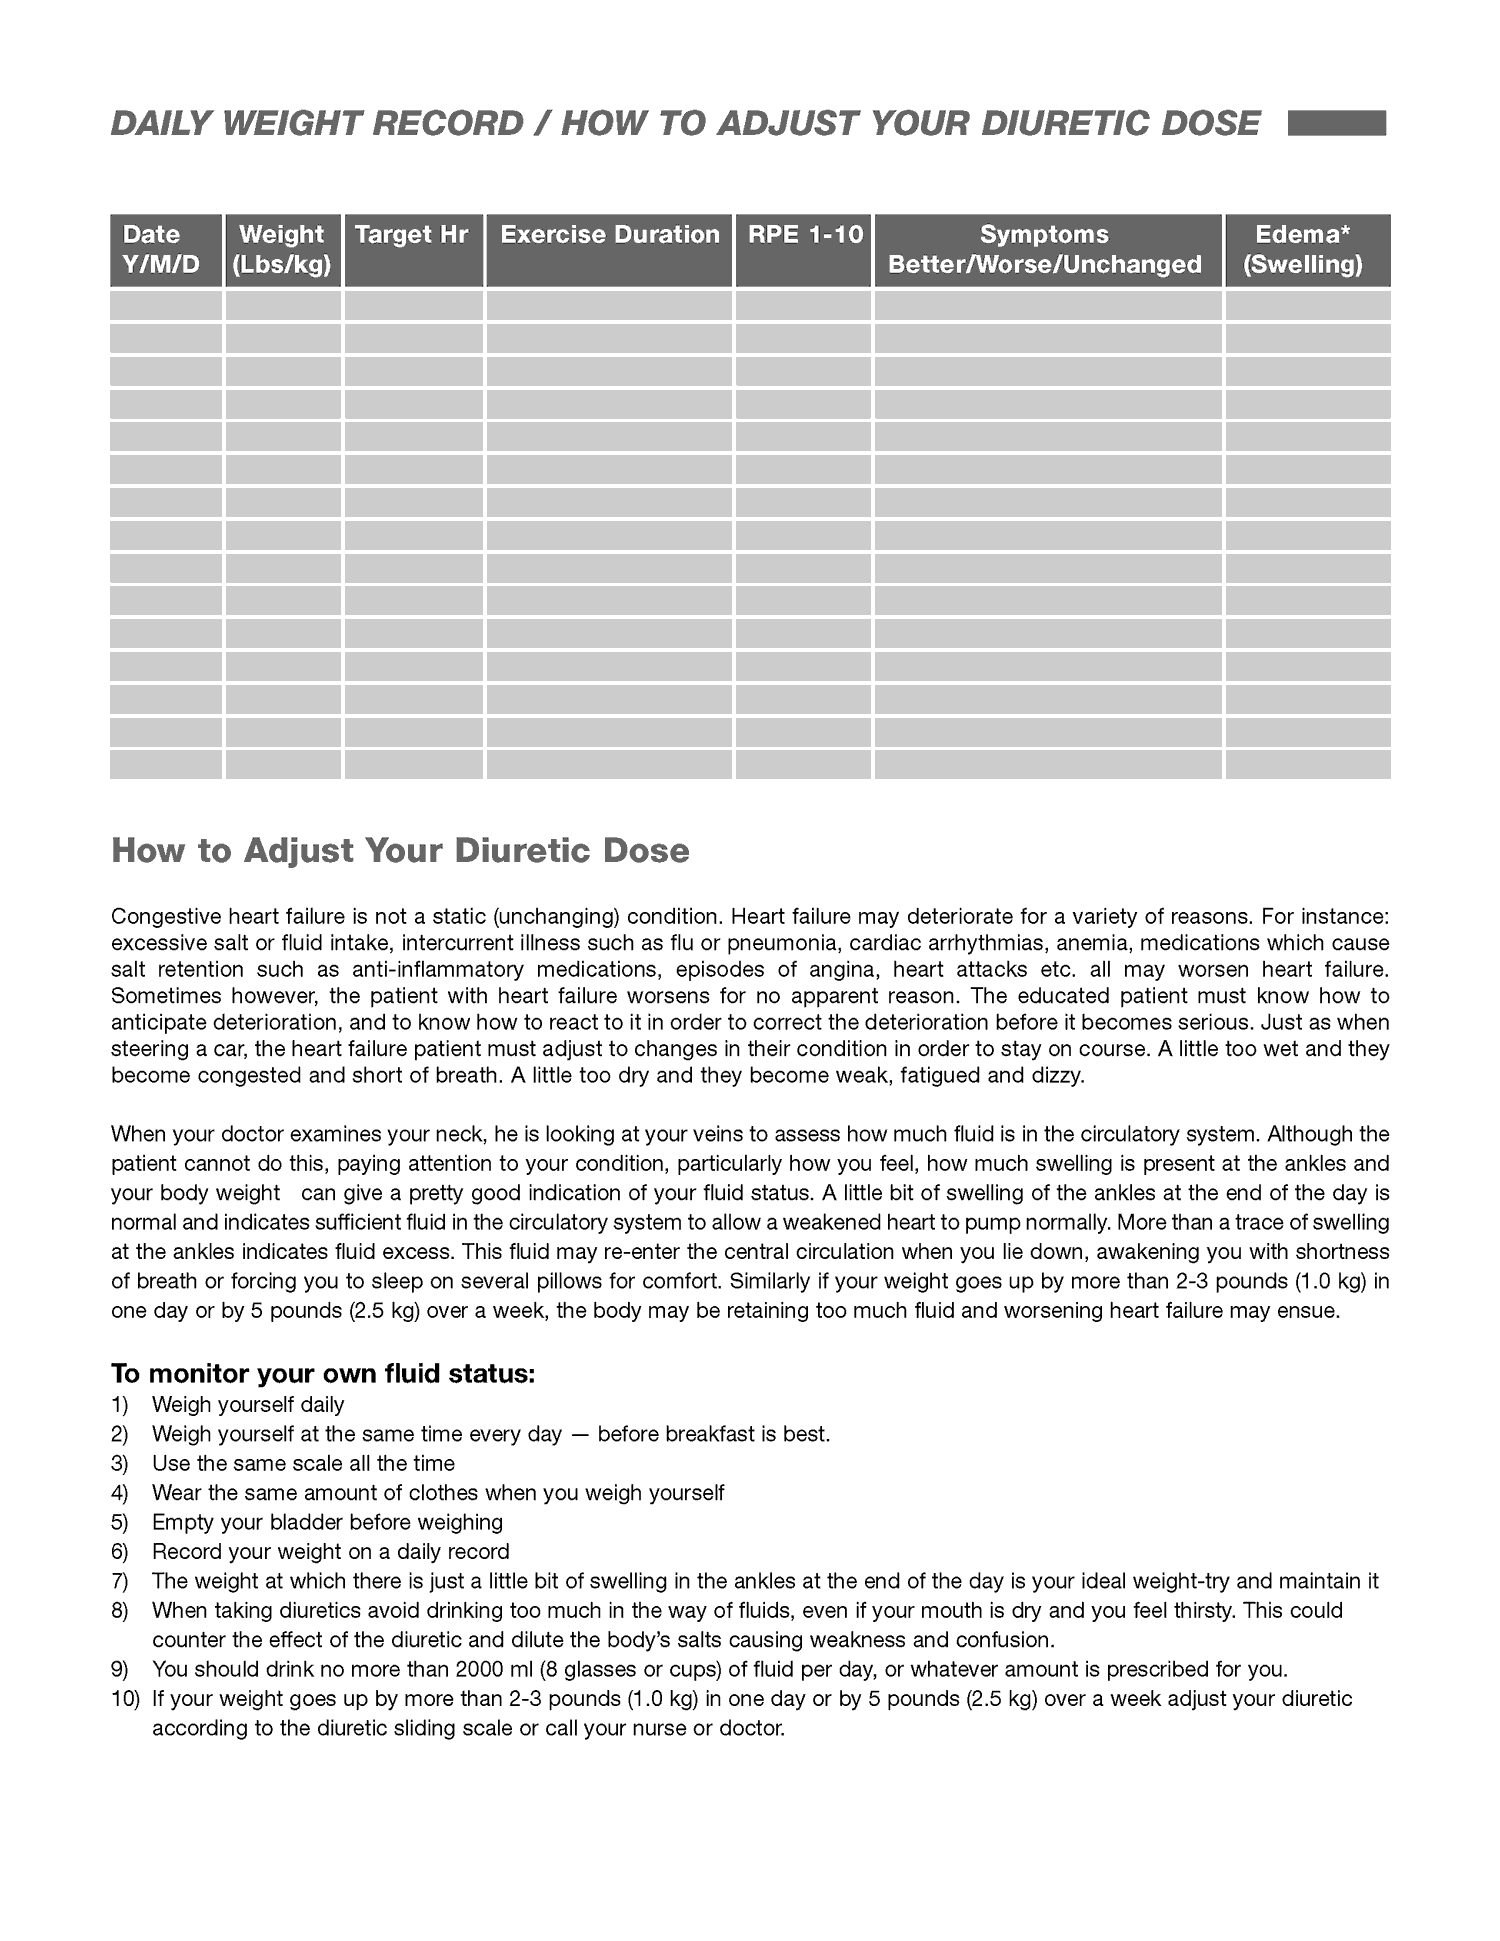 DAILY WEIGHT RECORD / HOW TO ADJUST YOUR DIURETIC DOSE
Date Weight Target Hr Exercise Duration RPE 1-10 Symptoms Edema*
Y/M/D (Lbs/kg) Better/Worse/Unchanged (Swelling)
How to Adjust Your Diuretic Dose
Congestive heart failure is not a static (unchanging) condition. Heart failure may deteriorate for a variety of reasons. For instance:
excessive salt or fluid intake, intercurrent illness such as flu or pneumonia, cardiac arrhythmias, anemia, medications which cause
salt retention such as anti-inflammatory medications, episodes of angina, heart attacks etc. all may worsen heart failure.
Sometimes however, the patient with heart failure worsens for no apparent reason. The educated patient must know how to
anticipate deterioration, and to know how to react to it in order to correct the deterioration before it becomes serious. Just as when
steering a car, the heart failure patient must adjust to changes in their condition in order to stay on course. A little too wet and they
become congested and short of breath. A little too dry and they become weak, fatigued and dizzy.
When your doctor examines your neck, he is looking at your veins to assess how much fluid is in the circulatory system. Although the
patient cannot do this, paying attention to your condition, particularly how you feel, how much swelling is present at the ankles and
your body weight can give a pretty good indication of your fluid status. A little bit of swelling of the ankles at the end of the day is
normal and indicates sufficient fluid in the circulatory system to allow a weakened heart to pump normally. More than a trace of swelling
at the ankles indicates fluid excess. This fluid may re-enter the central circulation when you lie down, awakening you with shortness
of breath or forcing you to sleep on several pillows for comfort. Similarly if your weight goes up by more than 2-3 pounds (1.0 kg) in
one day or by 5 pounds (2.5 kg) over a week, the body may be retaining too much fluid and worsening heart failure may ensue.
To monitor your own fluid status:
1) Weigh yourself daily
2) Weigh yourself at the same time every day — before breakfast is best.
3) Use the same scale all the time
4) Wear the same amount of clothes when you weigh yourself
5) Empty your bladder before weighing
6) Record your weight on a daily record
7) The weight at which there is just a little bit of swelling in the ankles at the end of the day is your ideal weight-try and maintain it
8) When taking diuretics avoid drinking too much in the way of fluids, even if your mouth is dry and you feel thirsty. This could
counter the effect of the diuretic and dilute the body's salts causing weakness and confusion.
9) You should drink no more than 2000 ml (8 glasses or cups) of fluid per day, or whatever amount is prescribed for you.
10) If your weight goes up by more than 2-3 pounds (1.0 kg) in one day or by 5 pounds (2.5 kg) over a week adjust your diuretic
according to the diuretic sliding scale or call your nurse or doctor.